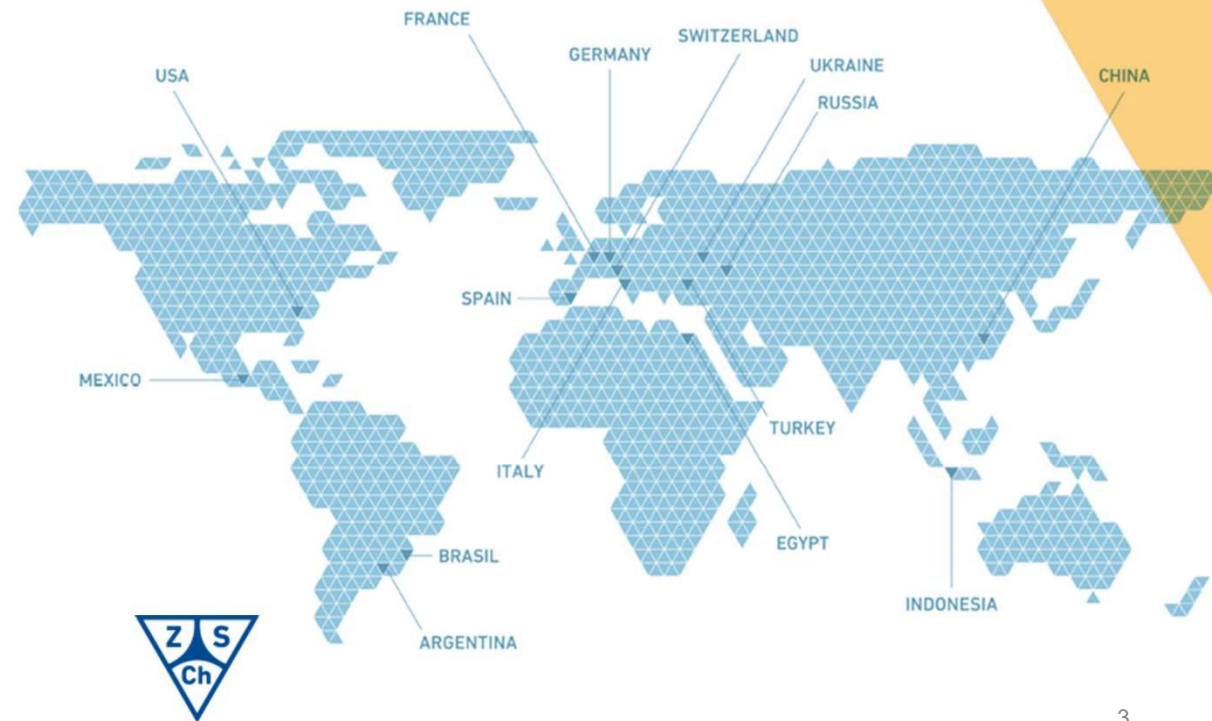 FRANCE
SWITZERLAND
GERMANY
UKRAINE
USA
CHINA
RUSSIA
SPAIN
MEXICO
TURKEY
ITALY
EGYPT
BRASIL
INDONESIA
ARGENTINA
Z S
Ch
3